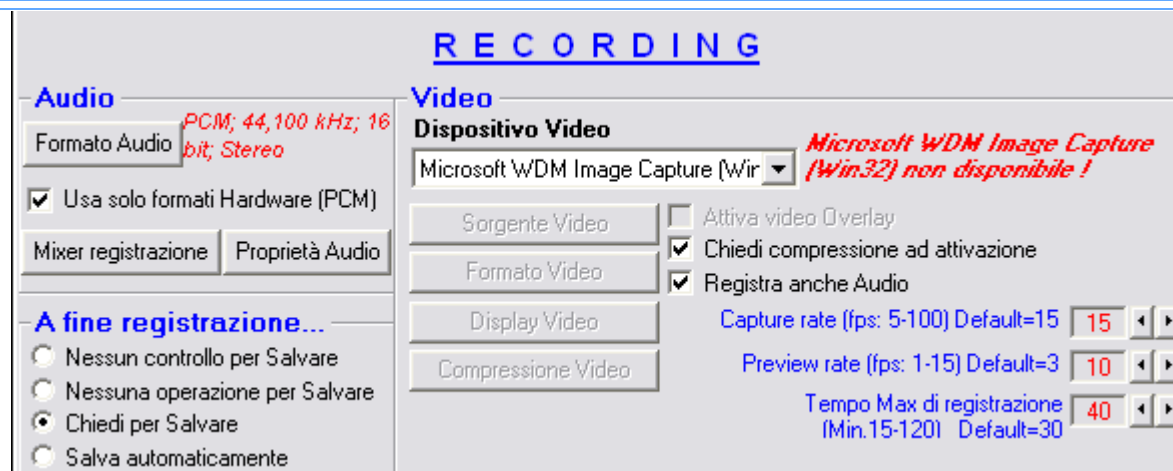 R E C O R D I N G
Audio
Formato Audio
PCM; 44,100 kHz; 16
bit; Stereo
Usa solo formati Hardware (PCM)
Mixer registrazione
Proprietà Audio
A fine registrazione...
Nessun controllo per Salvare
Nessuna operazione per Salvare
Chiedi per Salvare
Salva automaticamente
Video
Dispositivo Video
Microsoft WDM Image Capture (Wir
Microsoft WDM Image Capture
(Win32) non disponibile !
Sorgente Video
Formato Video
Display Video
Compressione Video
Attiva video Overlay
Chiedi compressione ad attivazione
Registra anche Audio
Capture rate (fps: 5-100) Default=15 15
Preview rate (fps: 1-15) Default=3 10
Tempo Max di registrazione 40
(Min.15-120) Default=30